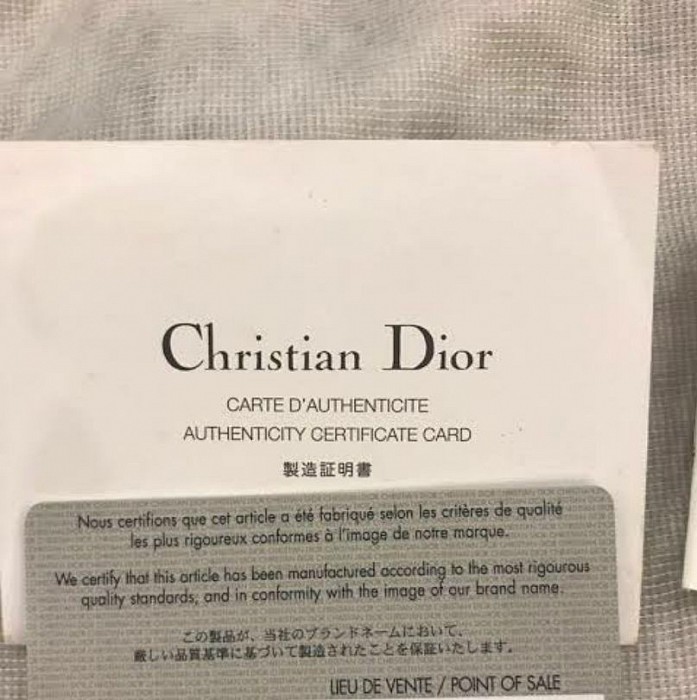 Christian Dior
CARTE D'AUTHENTICITE
AUTHENTICITY CERTIFICATE CARD
製造証明書
Nous certifions que cet article a été fabriqué selon les critères de qualité
les plus rigoureux conformes à l'image de notre marque.
We certify that this article has been manufactured according to the most rigourous
quality standards, and in conformity with the image of our brand name.
この製品が、当社のブランドネームにおいて、
厳しい品質基準に基づいて製造されたことを保証いたします。
LIEU DE VENTE / POINT OF SALE